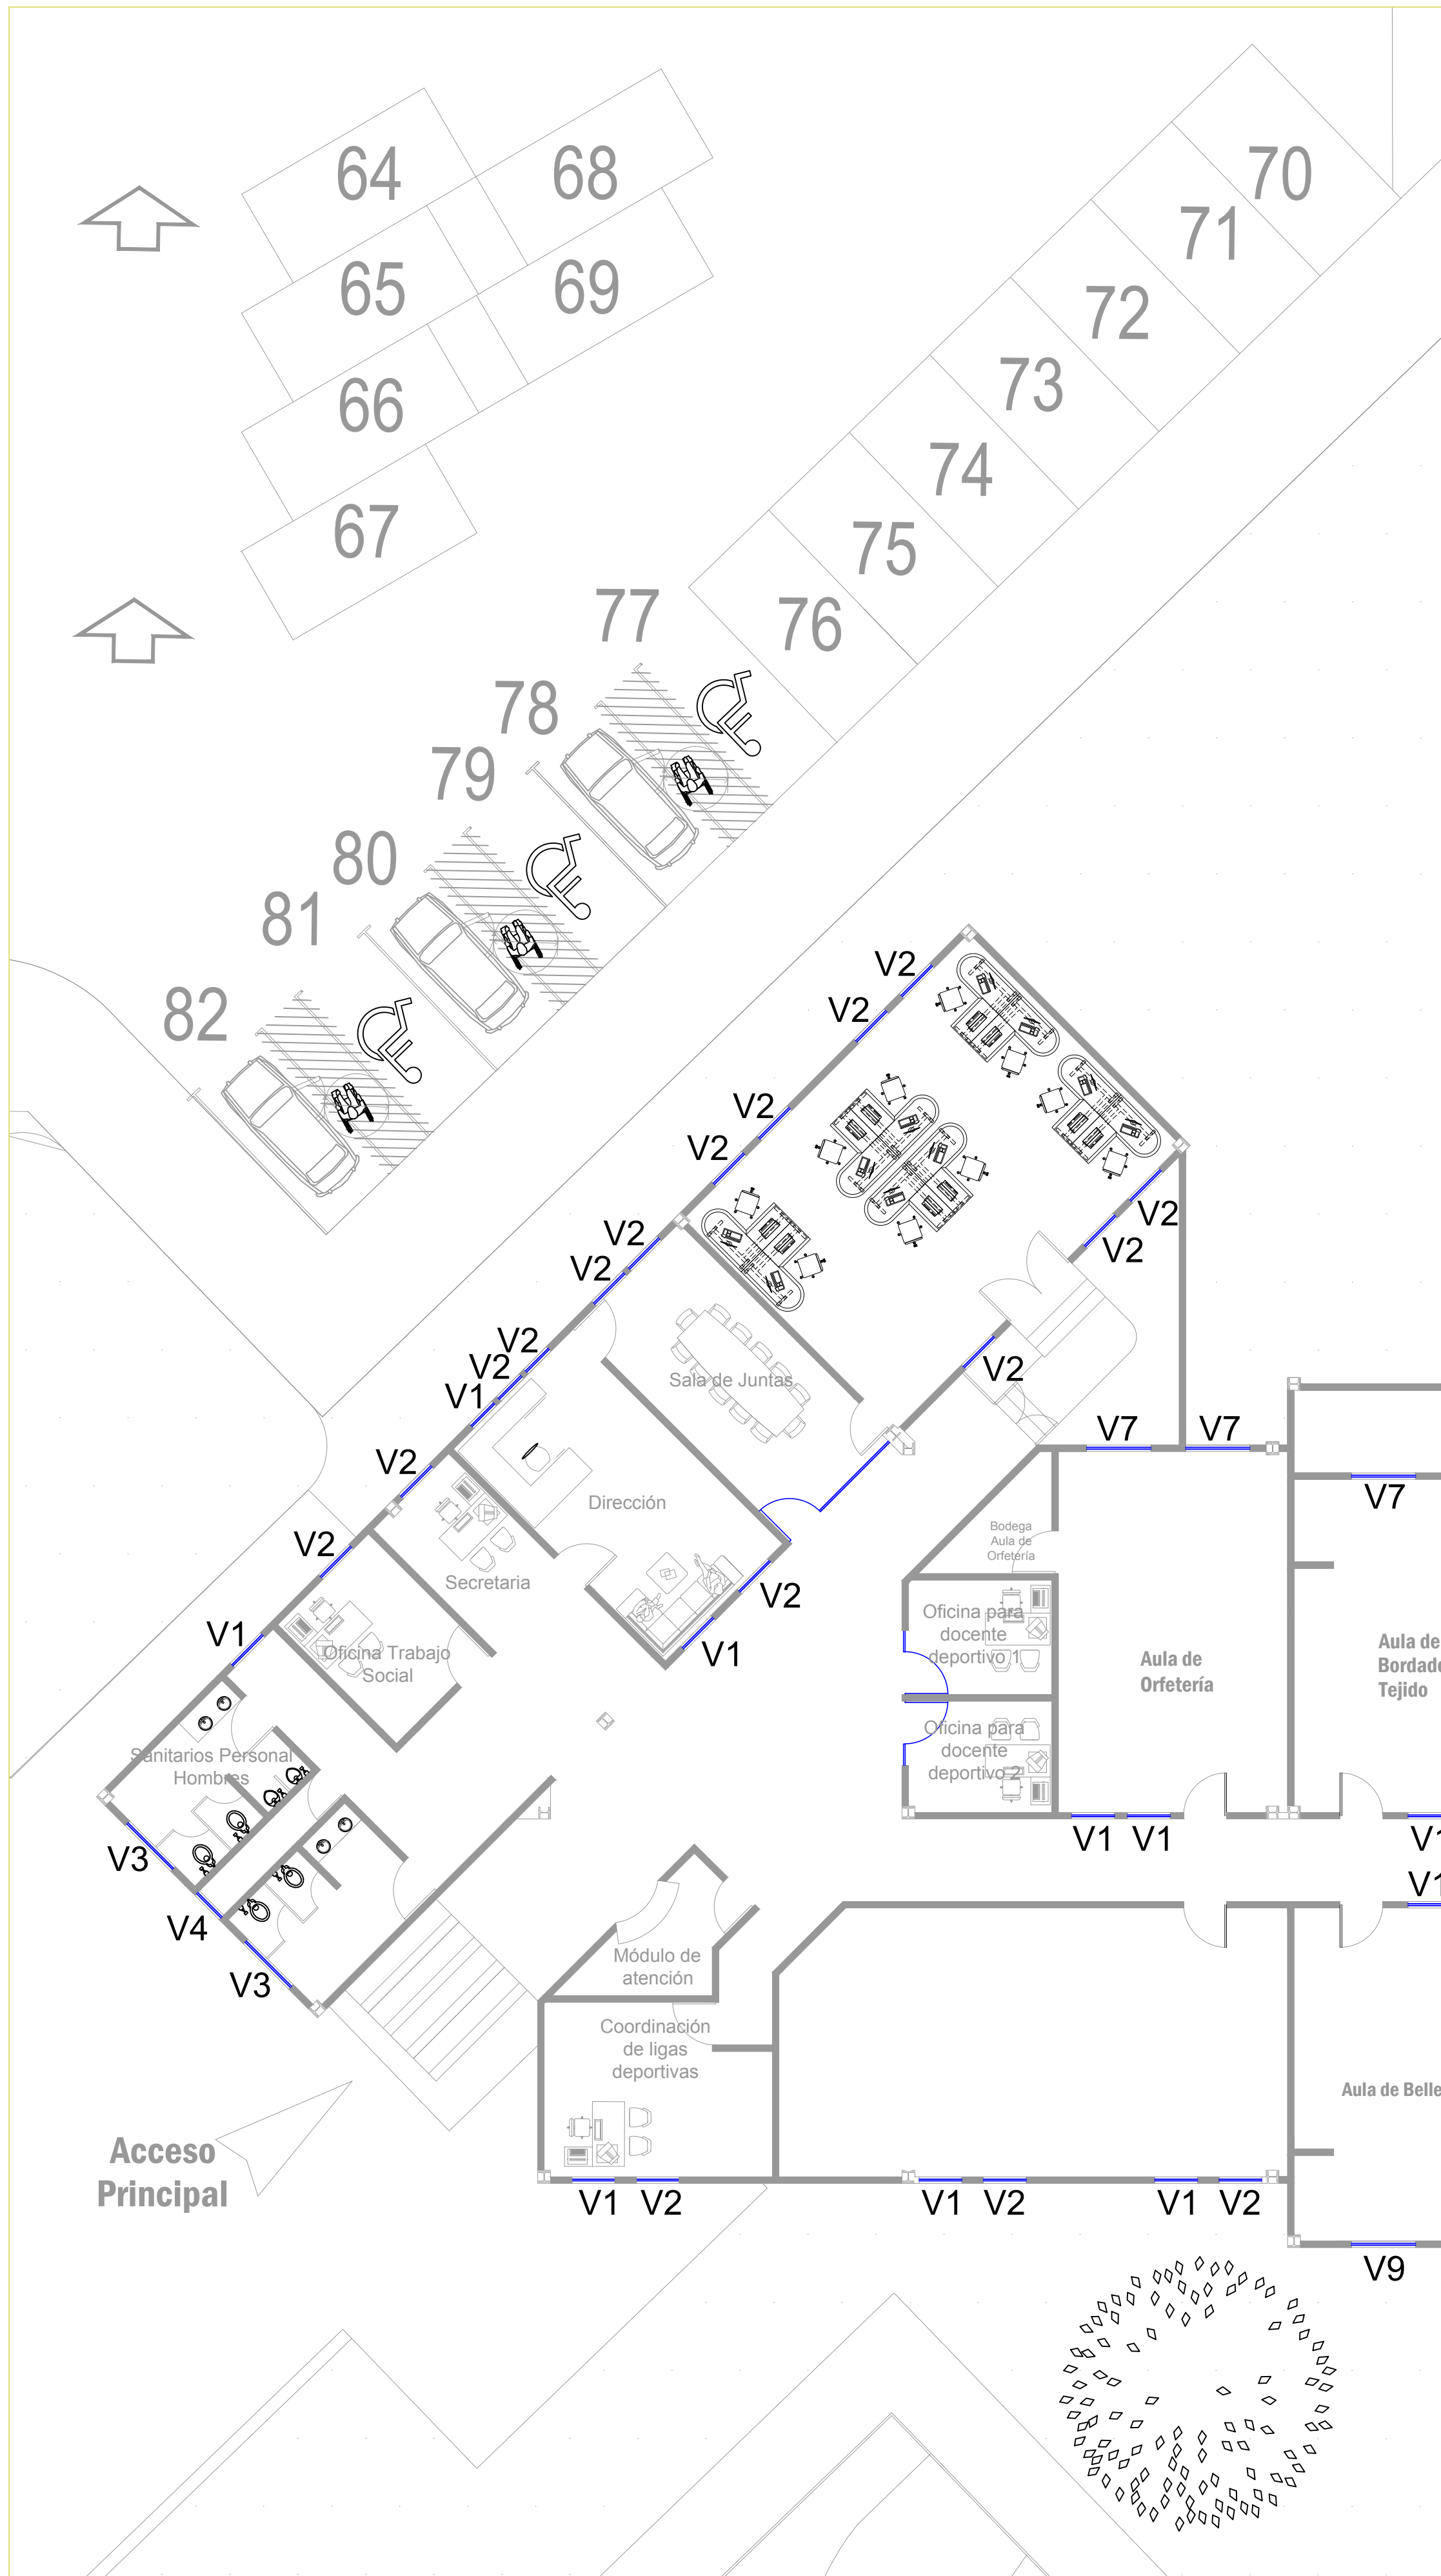 64
68
70
71
65
69
72
73
66
74
67
75
77
76
78
79
80
81
82
V2
V2
V2
V2
V2
V2
V2
V2
V2
V2
V1
V2
Sala de Juntas
V2
V7
V7
V7
Dirección
V2
Bodega
Aula de
Orfetería
Secretaria
V2
V1
V1
Oficina Trabajo
Social
Oficina para
docente
deportivo 1
Aula de
Orfetería
Aula de
Bordado
Tejido
Sanitarios Personal
Hombres
Oficina para
docente
deportivo 2
V3
V1
V1
V1
V1
V4
V3
Módulo de
atención
Coordinación
de ligas
deportivas
Aula de Belle
Acceso
Principal
V1
V2
V1
V2
V1
V2
V9